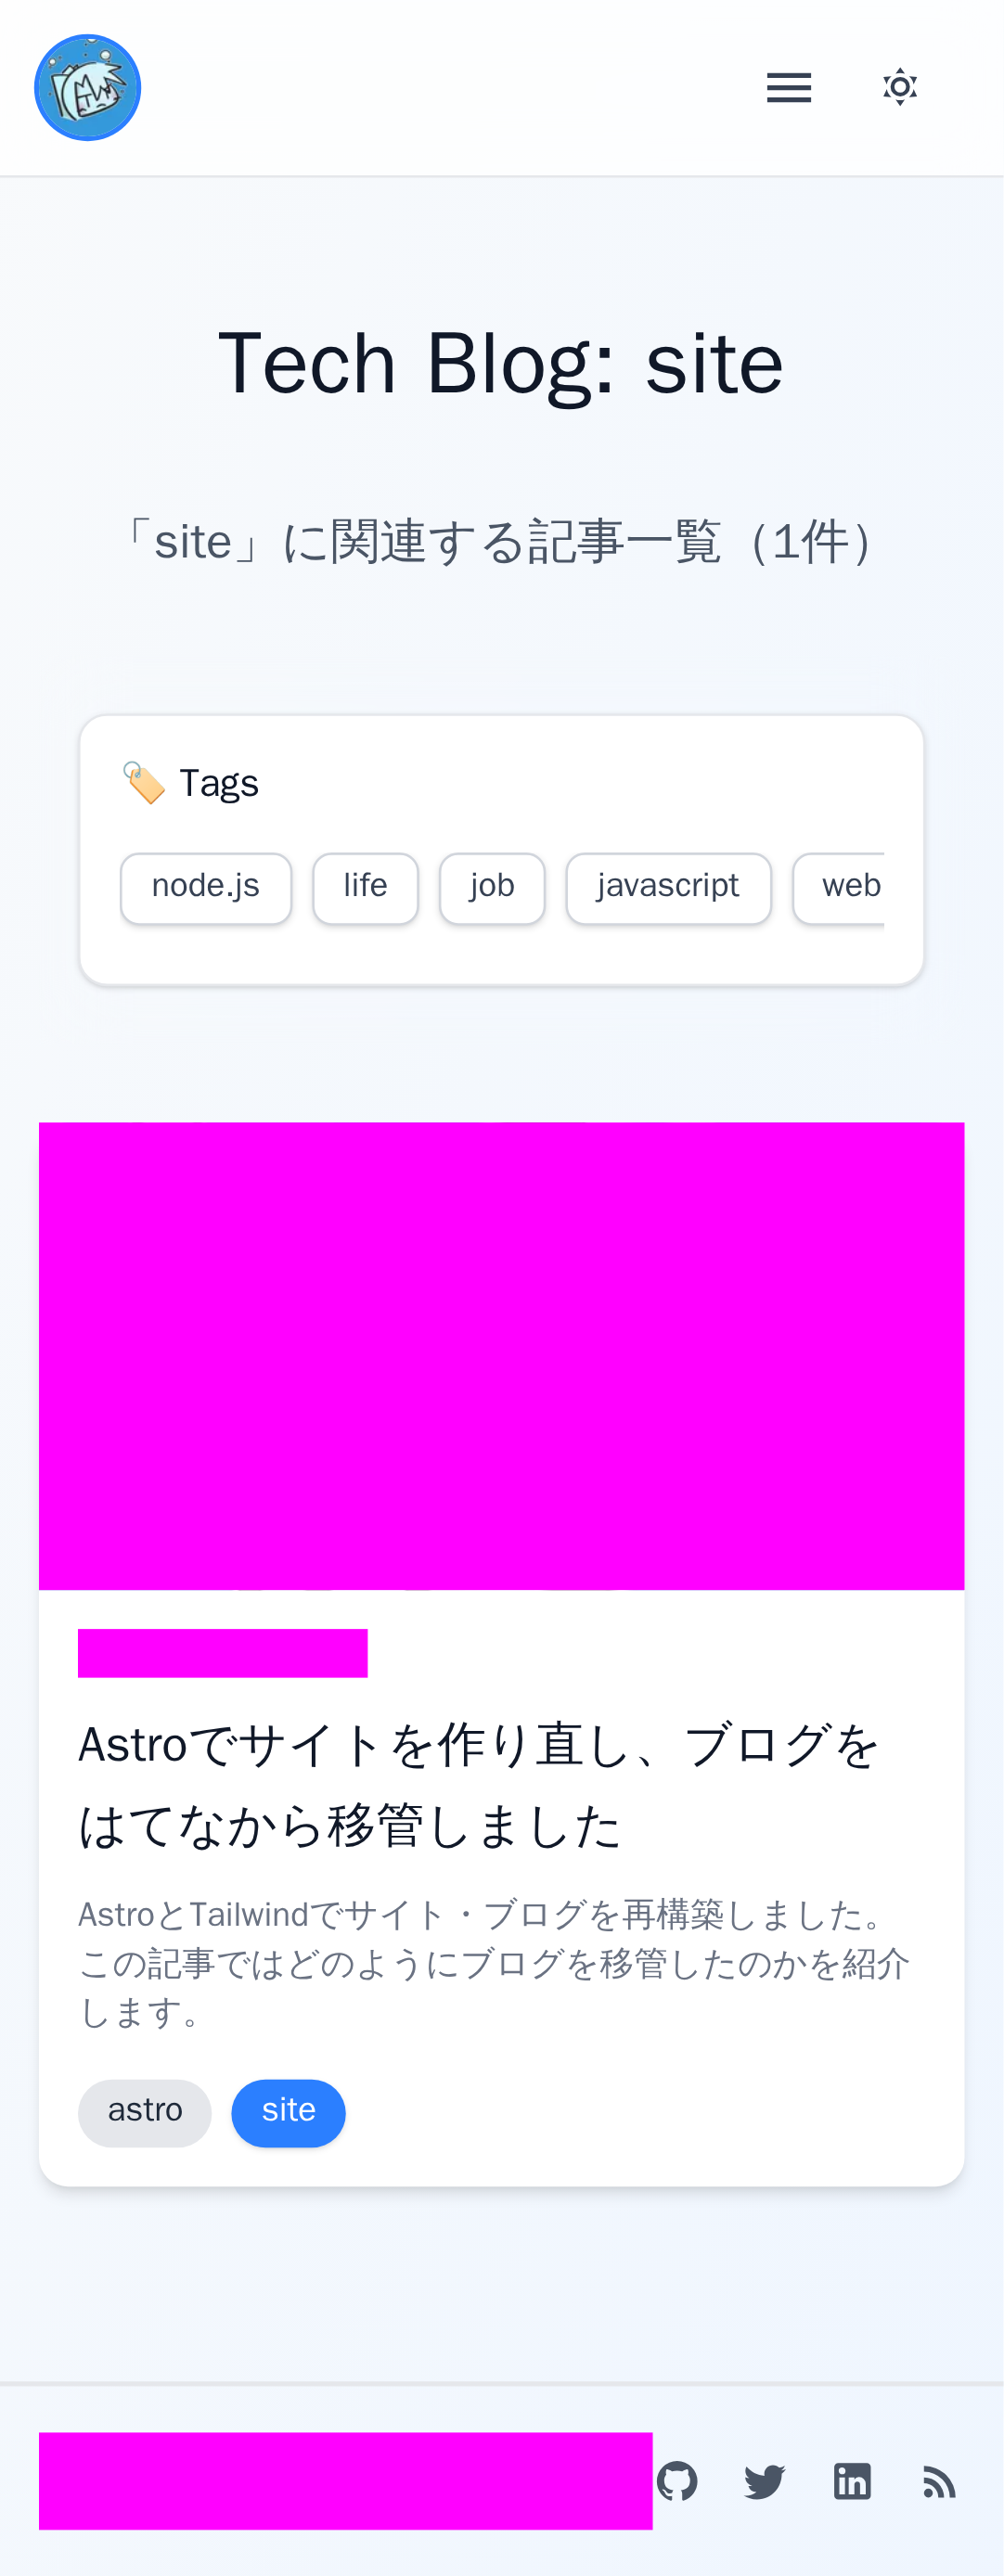 Tech Blog: site
「site」に関連する記事一覧（1件）
🏷️ Tags
node.js life job javascript web
Astroでサイトを作り直し、ブログを
はてなから移管しました
AstroとTailwindでサイト・ブログを再構築しました。
この記事ではどのようにブログを移管したのかを紹介
します。
astro site